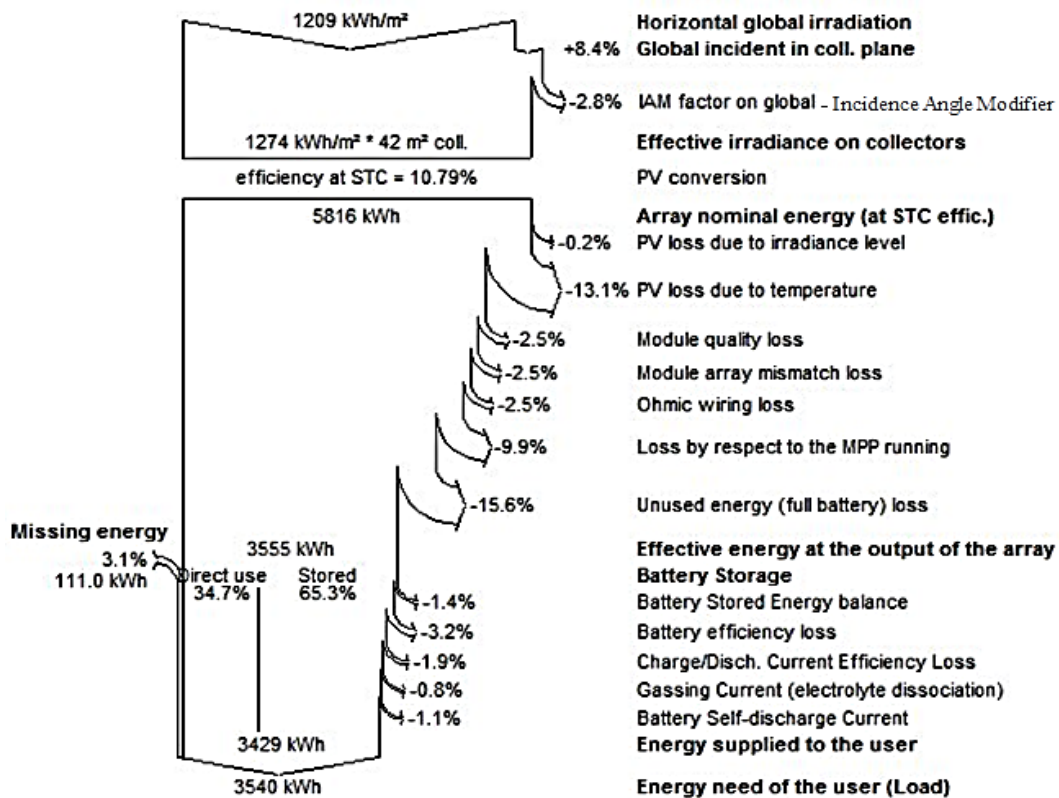 1209 kWh/m² Horizontal global irradiation
+8.4% Global incident in coll. plane
-2.8% IAM factor on global - Incidence Angle Modifier
1274 kWh/m² * 42 m² coll. Effective irradiance on collectors
efficiency at STC = 10.79% PV conversion
5816 kWh Array nominal energy (at STC effic.)
-0.2% PV loss due to irradiance level
-13.1% PV loss due to temperature
-2.5% Module quality loss
-2.5% Module array mismatch loss
-2.5% Ohmic wiring loss
-9.9% Loss by respect to the MPP running
-15.6% Unused energy (full battery) loss
Missing energy
3.1%
111.0 kWh
3555 kWh Effective energy at the output of the array
Direct use Stored Battery Storage
34.7% 65.3%
-1.4% Battery Stored Energy balance
-3.2% Battery efficiency loss
-1.9% Charge/Disch. Current Efficiency Loss
-0.8% Gassing Current (electrolyte dissociation)
-1.1% Battery Self-discharge Current
3429 kWh Energy supplied to the user
3540 kWh Energy need of the user (Load)